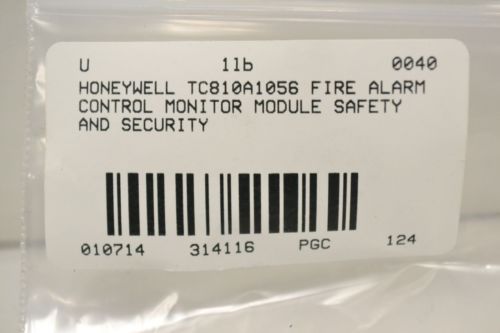 U 1lb 0040
HONEYWELL TC810A1056 FIRE ALARM
CONTROL MONITOR MODULE SAFETY
AND SECURITY
010714 314116 PGC 124